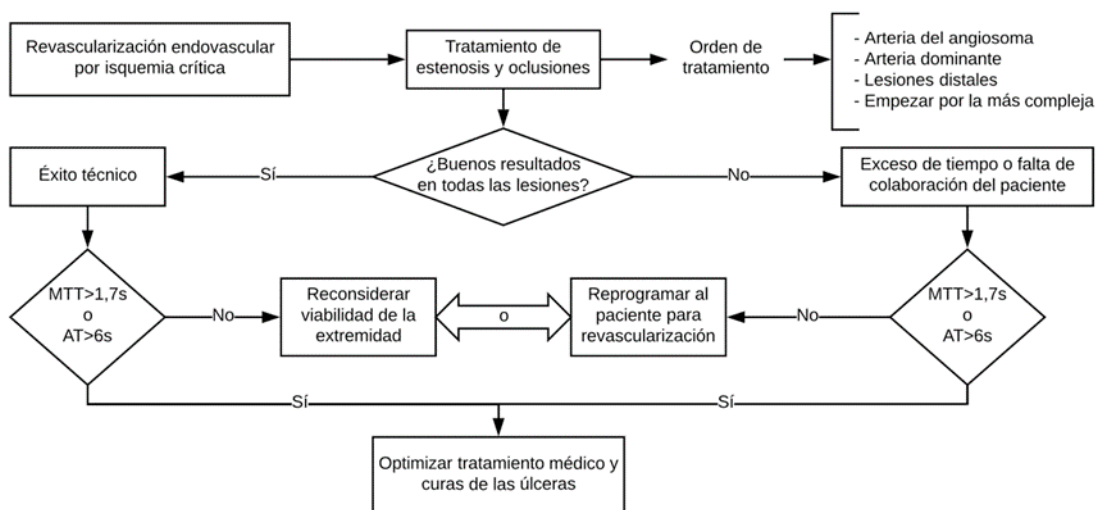 Revascularización endovascular
por isquemia crítica
Tratamiento de
estenosis y oclusiones
Orden de
tratamiento
- Arteria del angiosoma
- Arteria dominante
- Lesiones distales
- Empezar por la más compleja
¿Buenos resultados
en todas las lesiones?
Sí
No
Éxito técnico
Exceso de tiempo o falta de
colaboración del paciente
MTT>1,7s
o
AT>6s
No
Reconsiderar
viabilidad de la
extremidad
o
Reprogramar al
paciente para
revascularización
No
MTT>1,7s
o
AT>6s
Sí
Sí
Optimizar tratamiento médico y
curas de las úlceras